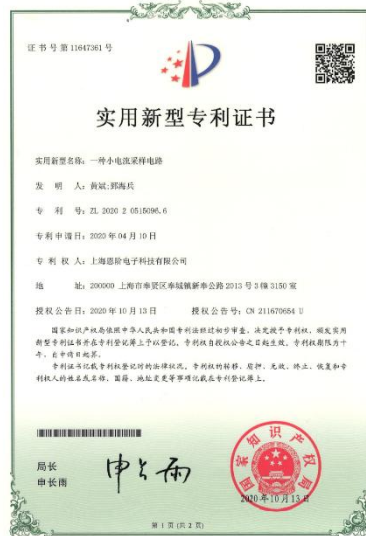 证书号第11647361号
实用新型专利证书
实用新型名称：一种小电流采样电路
发 明 人：黄斌;郅海兵
专 利 号：ZL 2020 2 0515096.6
专利申请日：2020年04月10日
专 利 权 人：上海恩阶电子科技有限公司
地 址：200000 上海市奉贤区奉城镇新奉公路2013号3幢3150室
授权公告日：2020年10月13日 授权公告号：CN 211670654 U
国家知识产权局依照中华人民共和国专利法经过初步审查，决定授予专利权，颁发实用
新型专利证书并在专利登记簿上予以登记。专利权自授权公告之日起生效。专利权期限为十
年，自申请日起算。
专利证书记载专利权登记时的法律状况。专利权的转移、质押、无效、终止、恢复和专
利权人的姓名或名称、国籍、地址变更等事项记载在专利登记簿上。
局长
申长雨
申长雨
国家知识产权局
2020年10月13日
第 1 页 (共 2 页)